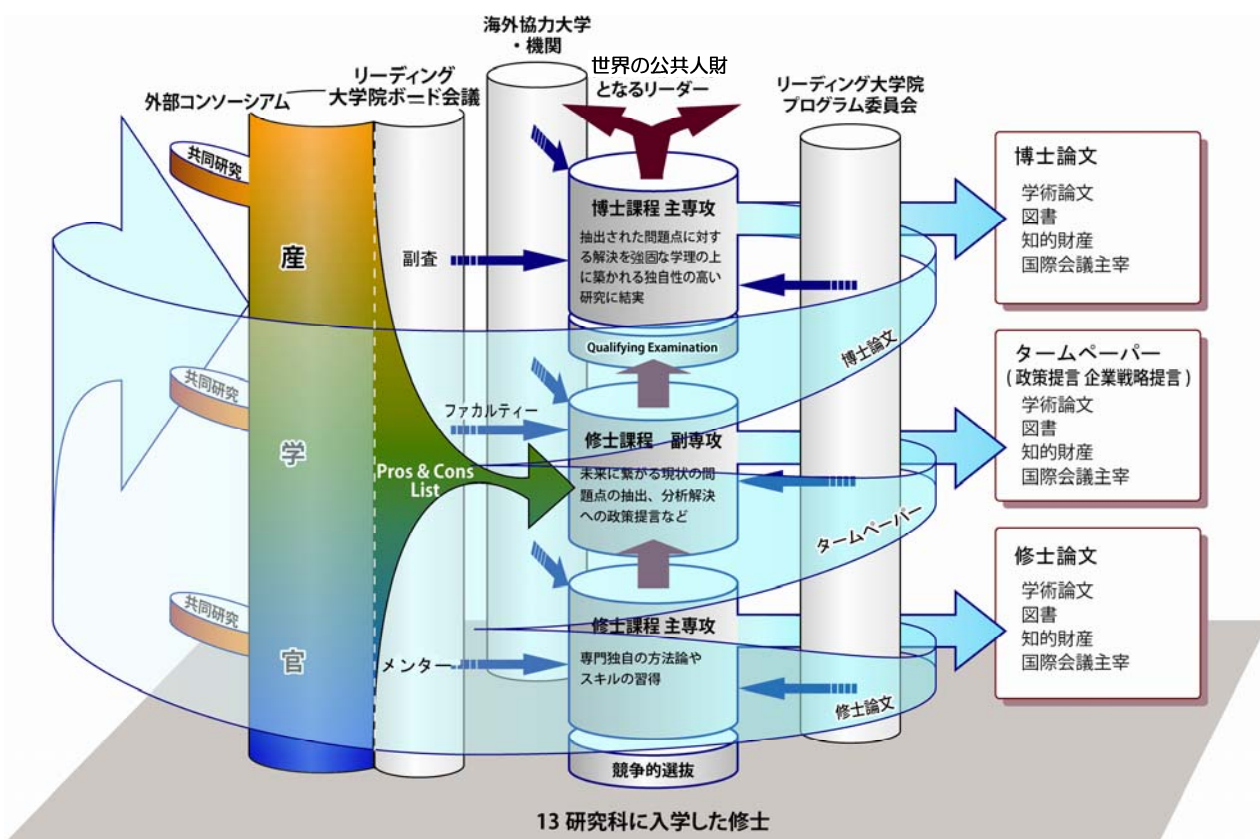 海外協力大学
・機関
世界の公共人財
となるリーダー
リーディング
大学院ボード会議
外部コンソーシアム
リーディング大学院
プログラム委員会
共同研究
産
副査
博士課程 主専攻
抽出された問題点に対す
る解決を強固な学理の上
に築かれる独自性の高い
研究に結実
Qualifying Examination
博士論文
博士論文
学術論文
図書
知的財産
国際会議主宰
共同研究
学
Pros & Cons
List
ファカルティー
修士課程 副専攻
未来に繋がる現状の問
題点の抽出、分析解決
への政策提言など
タームペーパー
タームペーパー
( 政策提言 企業戦略提言 )
学術論文
図書
知的財産
国際会議主宰
共同研究
官
メンター
修士課程 主専攻
専門独自の方法論や
スキルの習得
修士論文
修士論文
学術論文
図書
知的財産
国際会議主宰
競争的選抜
13 研究科に入学した修士